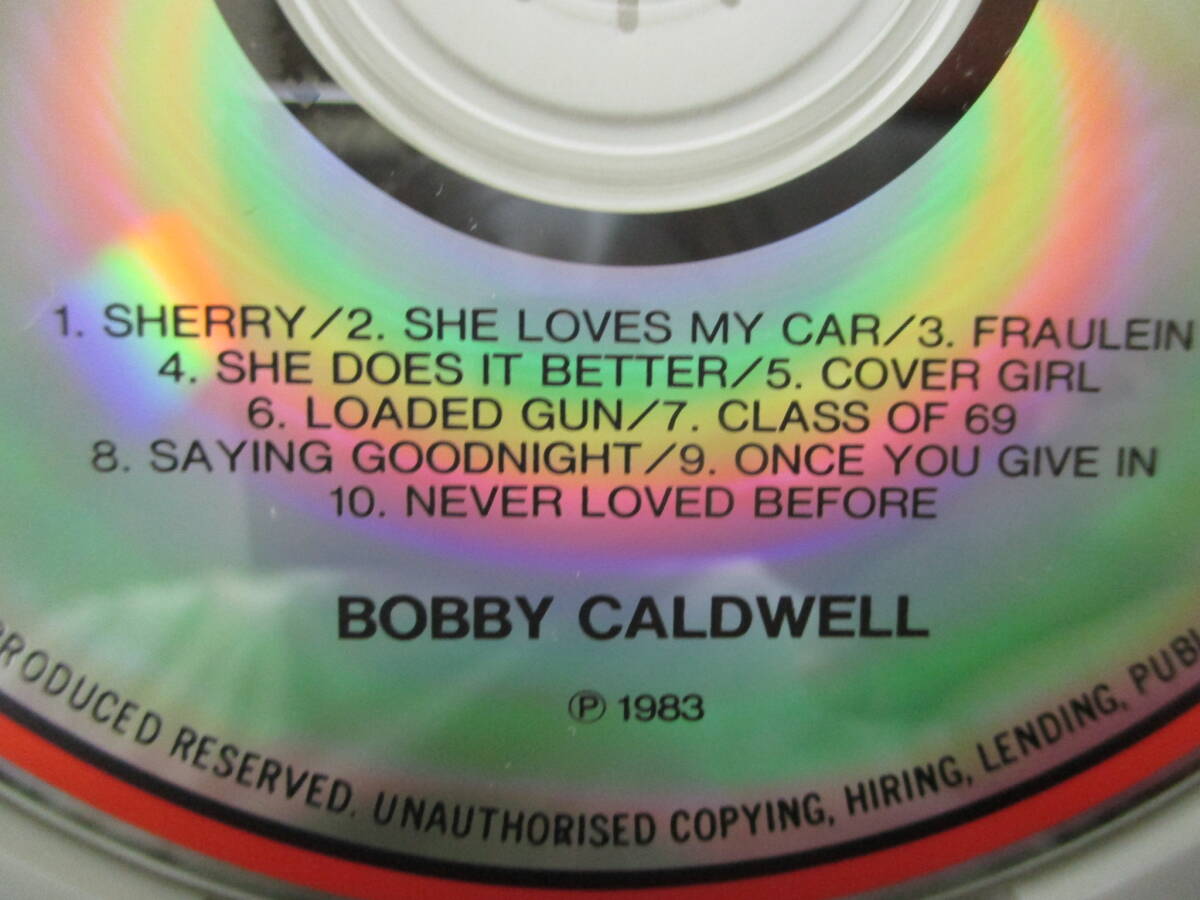 1. SHERRY/2. SHE LOVES MY CAR/3. FRAULEIN
4. SHE DOES IT BETTER/5. COVER GIRL
6. LOADED GUN/7. CLASS OF 69
8. SAYING GOODNIGHT/9. ONCE YOU GIVE IN
10. NEVER LOVED BEFORE
BOBBY CALDWELL
Ⓟ 1983
RODUCED RESERVED. UNAUTHORISED COPYING, HIRING, LENDING, PUBL